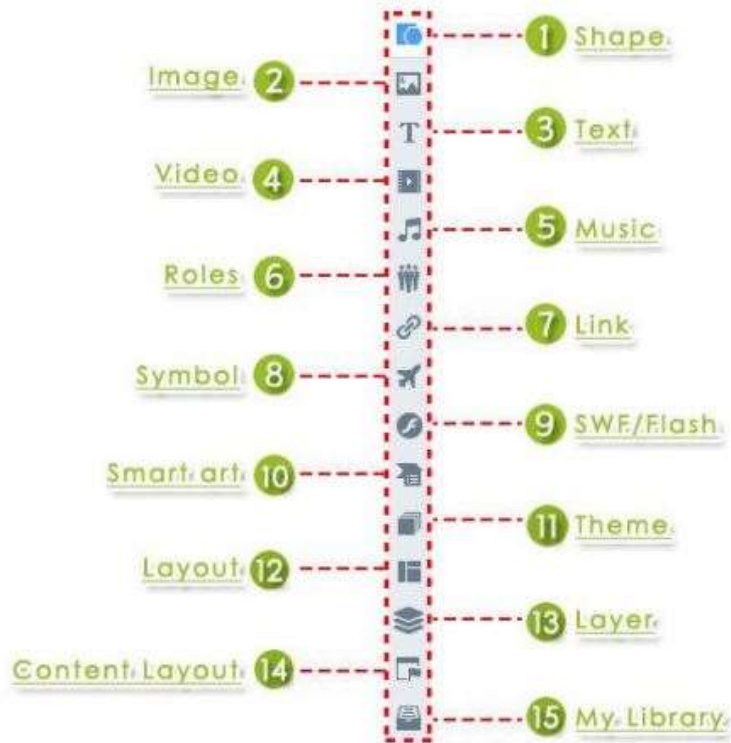 1 Shape
Image 2
3 Text
Video 4
5 Music
Roles 6
7 Link
Symbol 8
9 SWF/Flash
Smart art 10
11 Theme
Layout 12
13 Layer
Content Layout 14
15 My Library